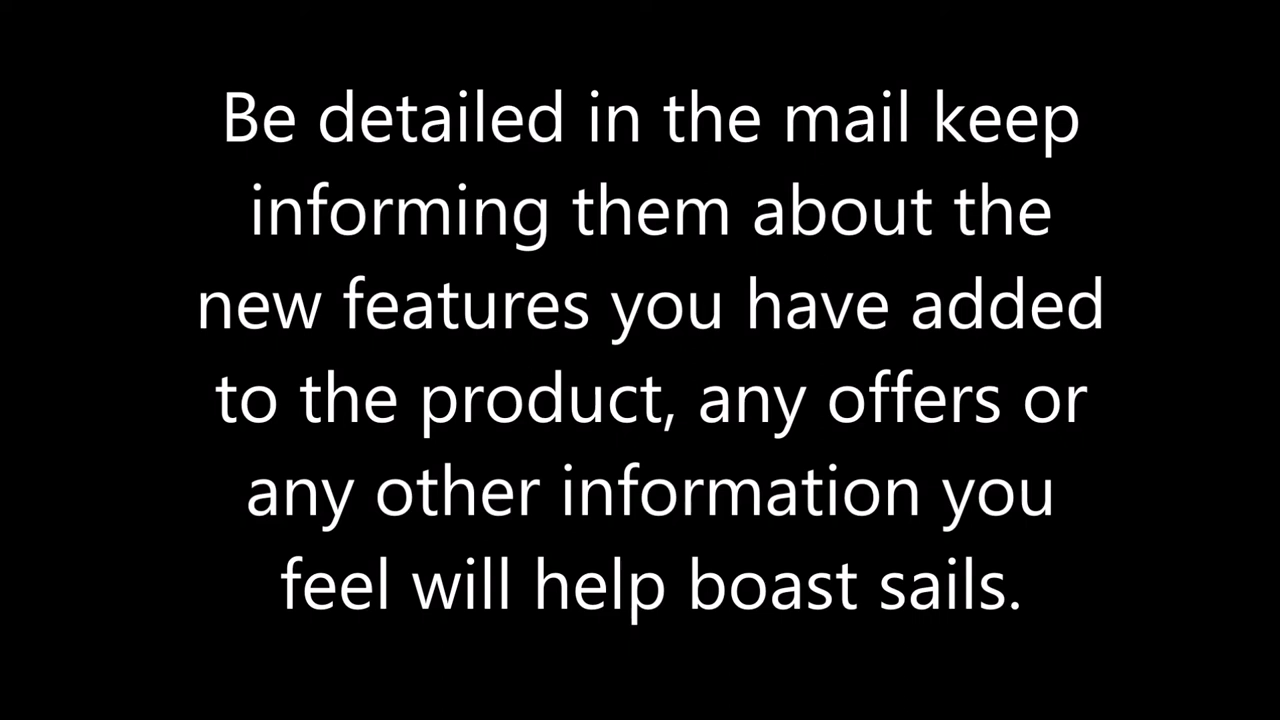 Be detailed in the mail keep
informing them about the
new features you have added
to the product, any offers or
any other information you
feel will help boast sails.